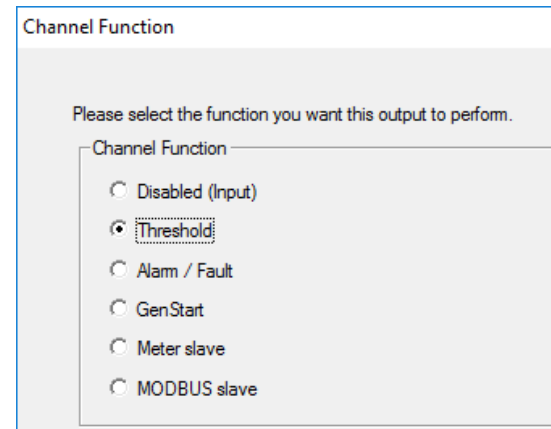 Channel Function
Please select the function you want this output to perform.
Channel Function
Disabled (Input)
Threshold
Alarm / Fault
GenStart
Meter slave
MODBUS slave